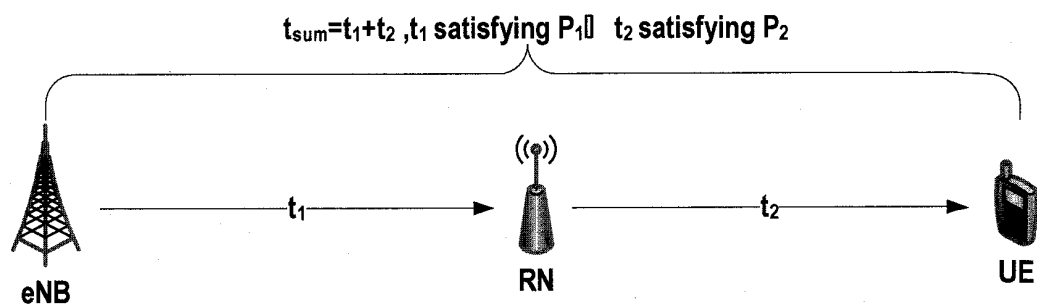 tsum=t1+t2 ,t1 satisfying P1▯ t2 satisfying P2
t1
t2
eNB
RN
UE